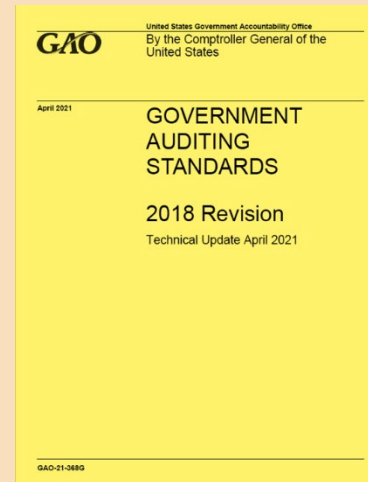 GAO
United States Government Accountability Office
By the Comptroller General of the
United States
April 2021
GOVERNMENT
AUDITING
STANDARDS
2018 Revision
Technical Update April 2021
GAO-21-368G